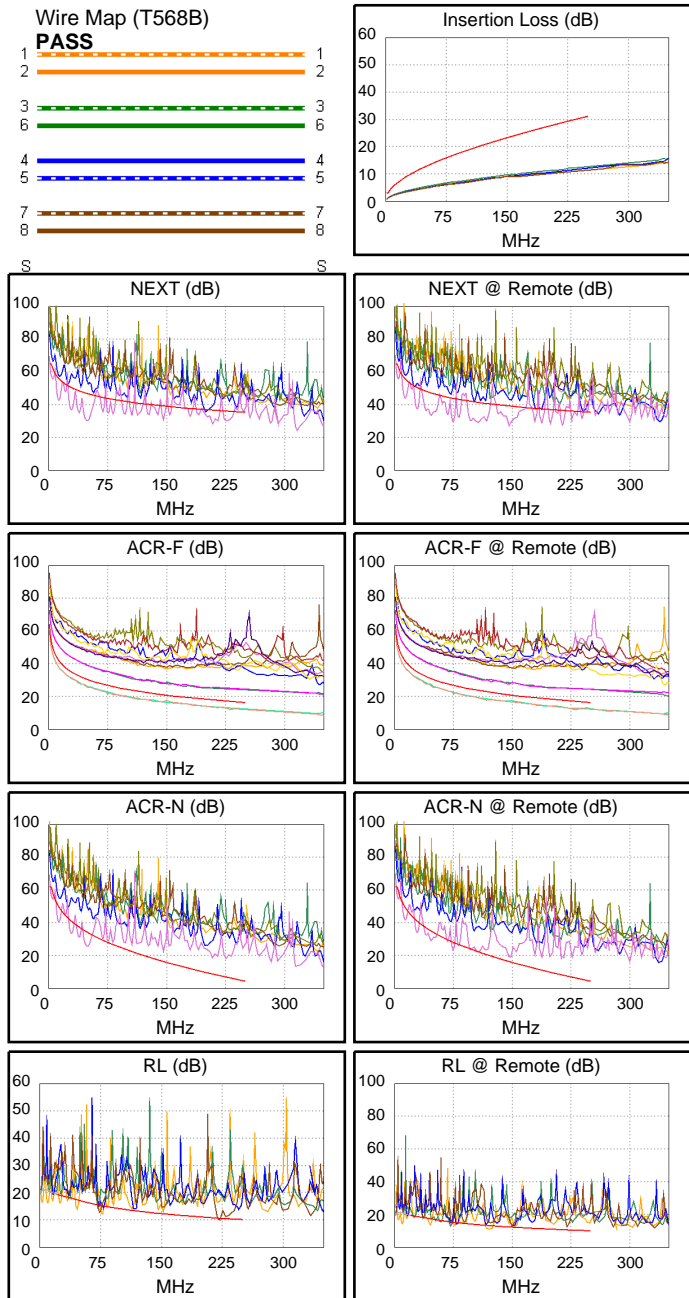 Wire Map (T568B)
PASS
1 1
2 2
3 3
6 6
4 4
5 5
7 7
8 8
S S
Insertion Loss (dB)
60
50
40
30
20
10
0
0 75 150 225 300
MHz
NEXT (dB)
100
80
60
40
20
0
0 75 150 225 300
MHz
NEXT @ Remote (dB)
100
80
60
40
20
0
0 75 150 225 300
MHz
ACR-F (dB)
100
80
60
40
20
0
0 75 150 225 300
MHz
ACR-F @ Remote (dB)
100
80
60
40
20
0
0 75 150 225 300
MHz
ACR-N (dB)
100
80
60
40
20
0
0 75 150 225 300
MHz
ACR-N @ Remote (dB)
100
80
60
40
20
0
0 75 150 225 300
MHz
RL (dB)
60
50
40
30
20
10
0
0 75 150 225 300
MHz
RL @ Remote (dB)
100
80
60
40
20
0
0 75 150 225 300
MHz